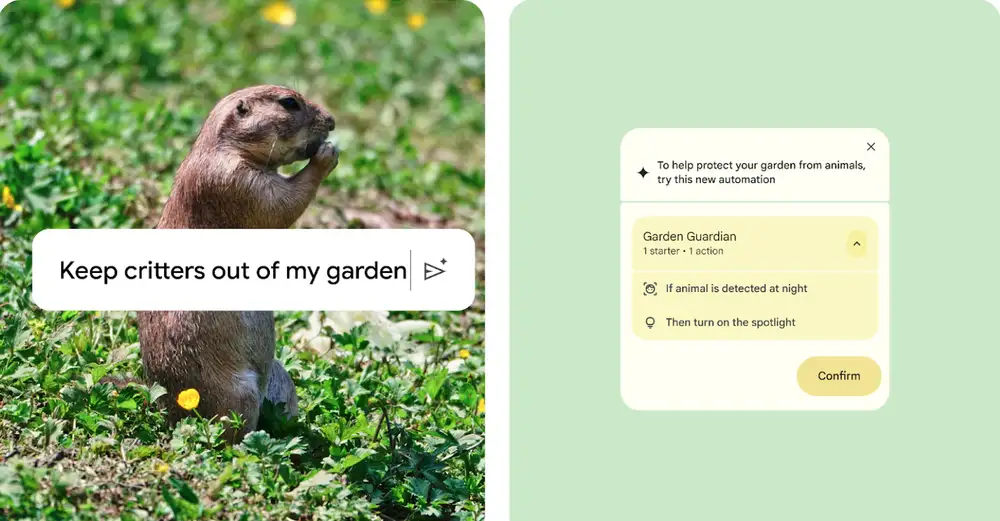 Keep critters out of my garden
To help protect your garden from animals,
try this new automation
Garden Guardian
1 starter • 1 action
If animal is detected at night
Then turn on the spotlight
Confirm